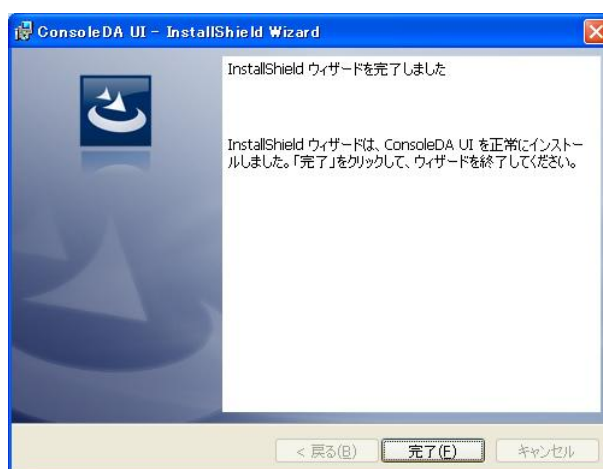 ConsoleDA UI - InstallShield Wizard
InstallShield ウィザードを完了しました
InstallShield ウィザードは、ConsoleDA UI を正常にインストー
ルしました。「完了」をクリックして、ウィザードを終了してください。
< 戻る(B) 完了(F) キャンセル